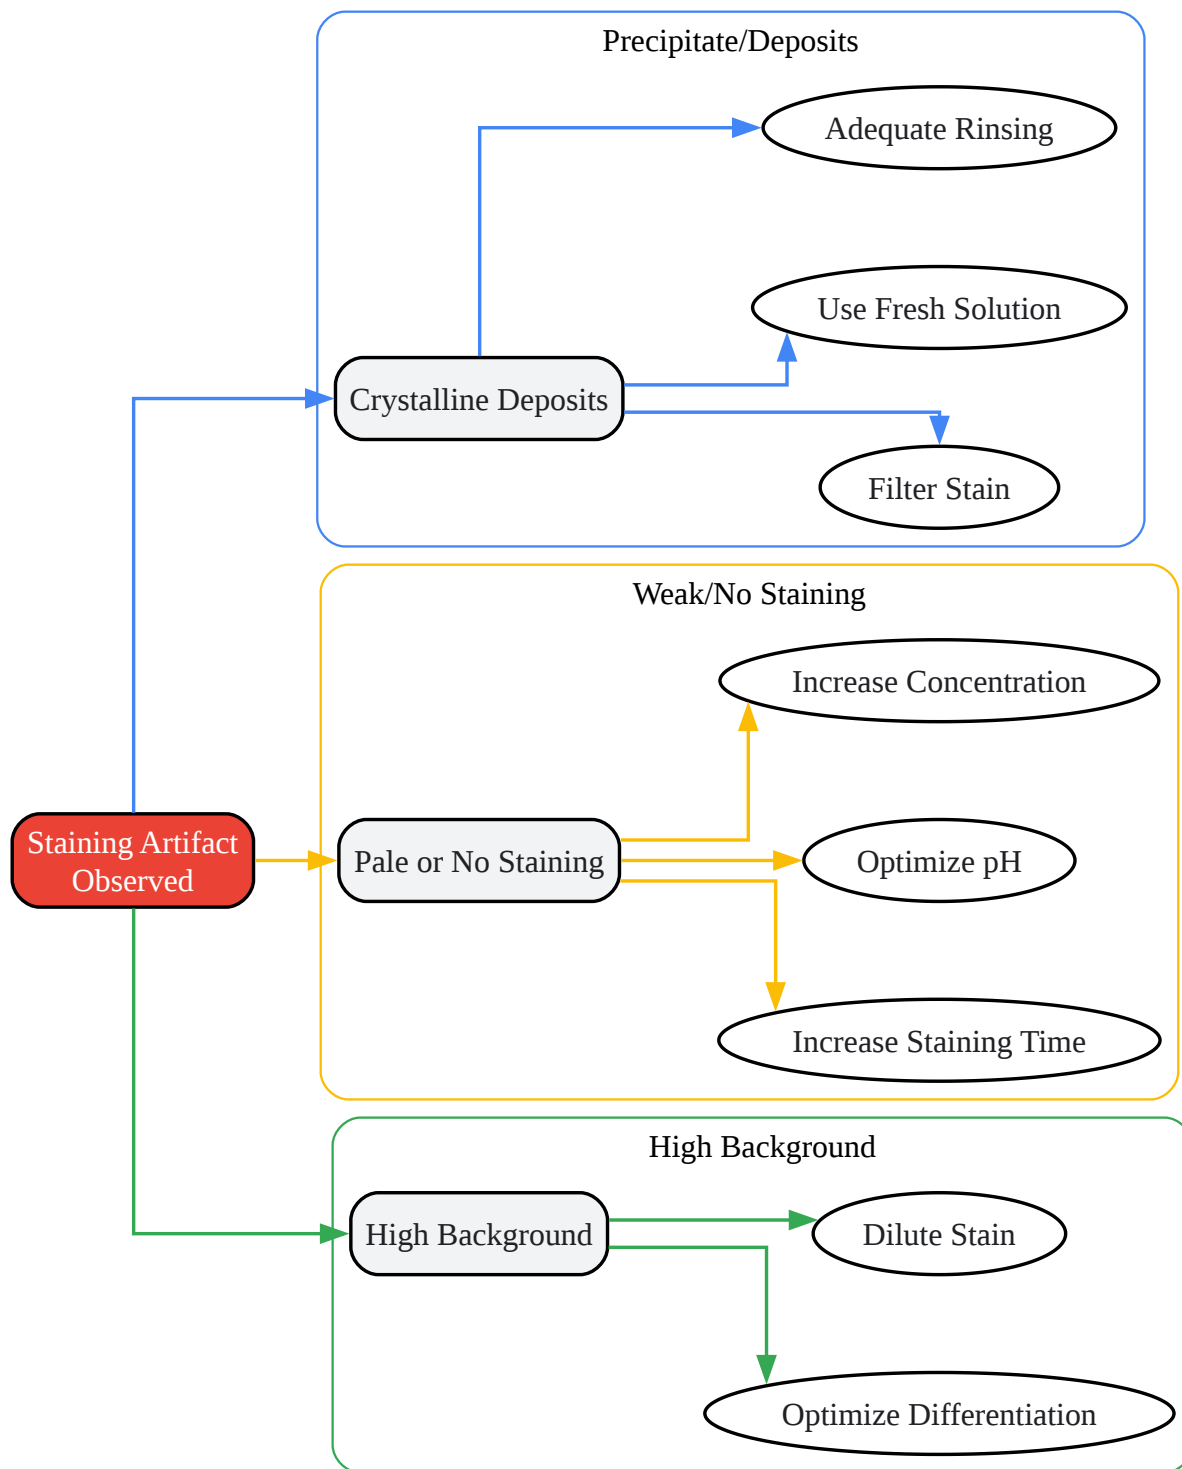 Precipitate/Deposits
Adequate Rinsing
Use Fresh Solution
Crystalline Deposits
Filter Stain
Weak/No Staining
Increase Concentration
Staining Artifact
Observed
Pale or No Staining
Optimize pH
Increase Staining Time
High Background
High Background
Dilute Stain
Optimize Differentiation